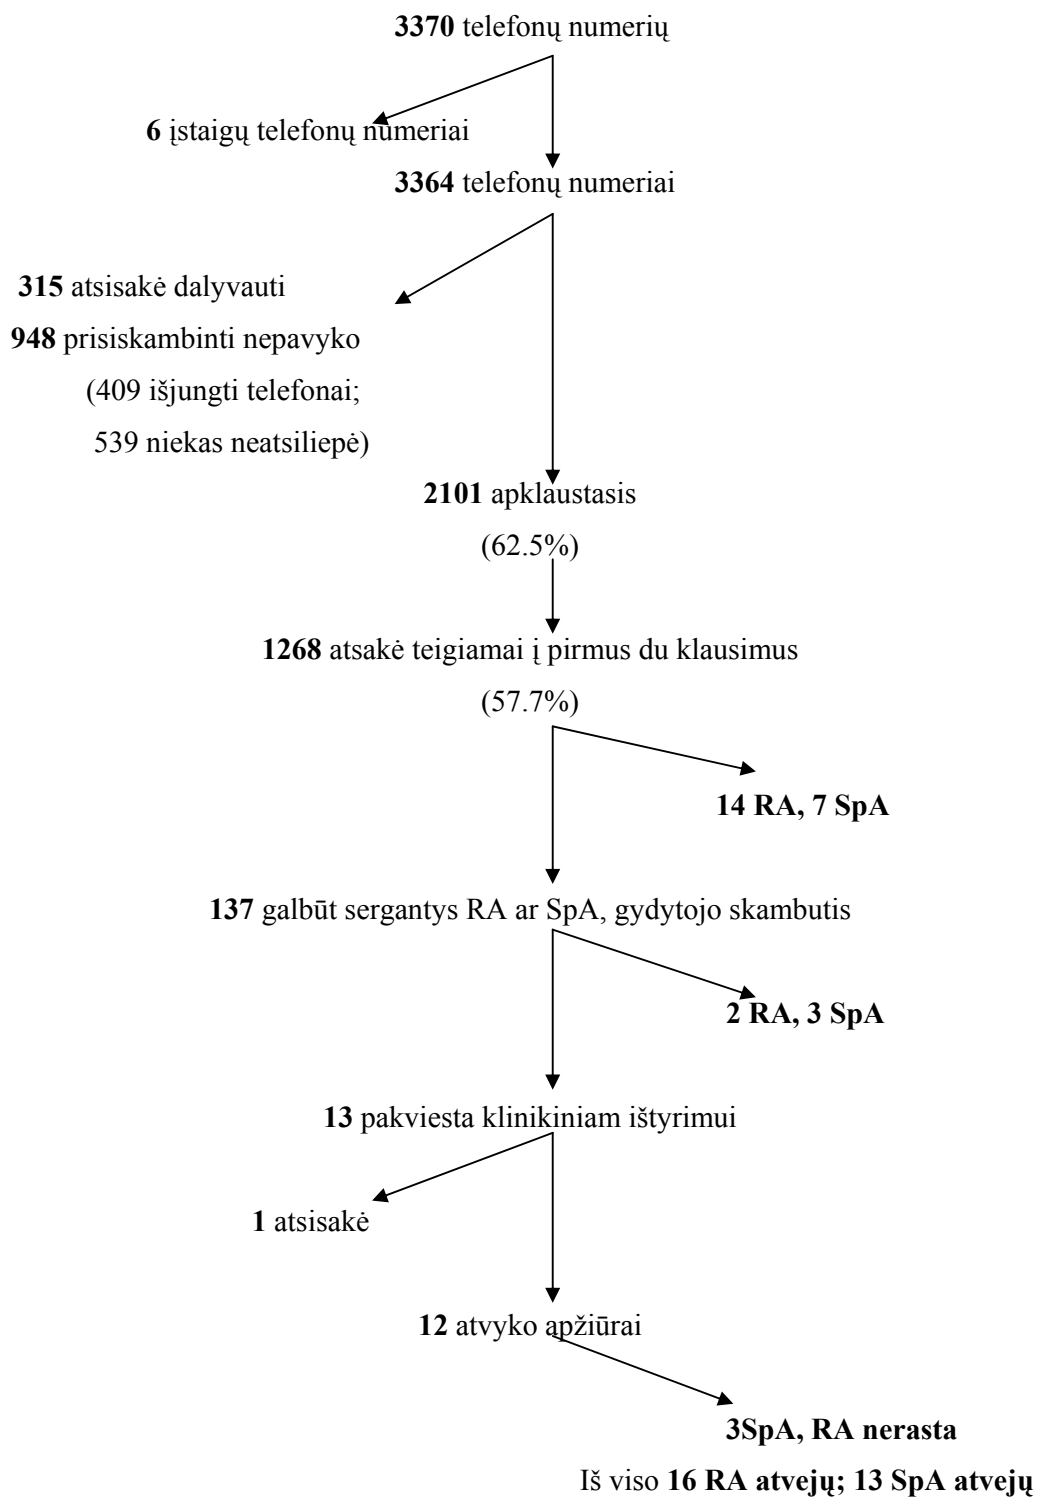 3370 telefonų numerių
6 įstaigų telefonų numeriai
3364 telefonų numeriai
315 atsisakė dalyvauti
948 prisiskambinti nepavyko
(409 išjungti telefonai;
539 niekas neatsiliepė)
2101 apklaustasis
(62.5%)
1268 atsakė teigiamai į pirmus du klausimus
(57.7%)
14 RA, 7 SpA
137 galbūt sergantys RA ar SpA, gydytojo skambutis
2 RA, 3 SpA
13 pakviesta klinikiniam ištyrimui
1 atsisakė
12 atvyko apžiūrai
3SpA, RA nerasta
Iš viso 16 RA atvejų; 13 SpA atvejų